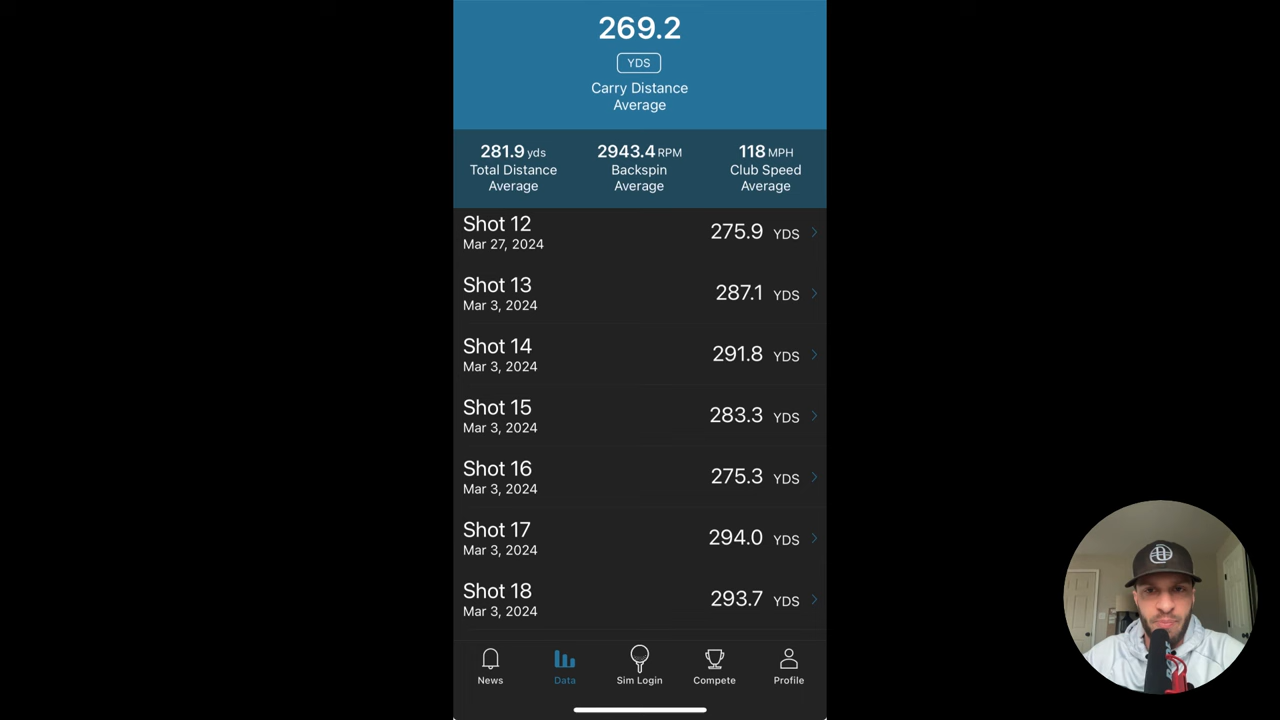 269.2
YDS
Carry Distance
Average
281.9 yds
Total Distance
Average
2943.4 RPM
Backspin
Average
118 MPH
Club Speed
Average
Shot 12
Mar 27, 2024
275.9 YDS
Shot 13
Mar 3, 2024
287.1 YDS
Shot 14
Mar 3, 2024
291.8 YDS
Shot 15
Mar 3, 2024
283.3 YDS
Shot 16
Mar 3, 2024
275.3 YDS
Shot 17
Mar 3, 2024
294.0 YDS
Shot 18
Mar 3, 2024
293.7 YDS
News
Data
Sim Login
Compete
Profile